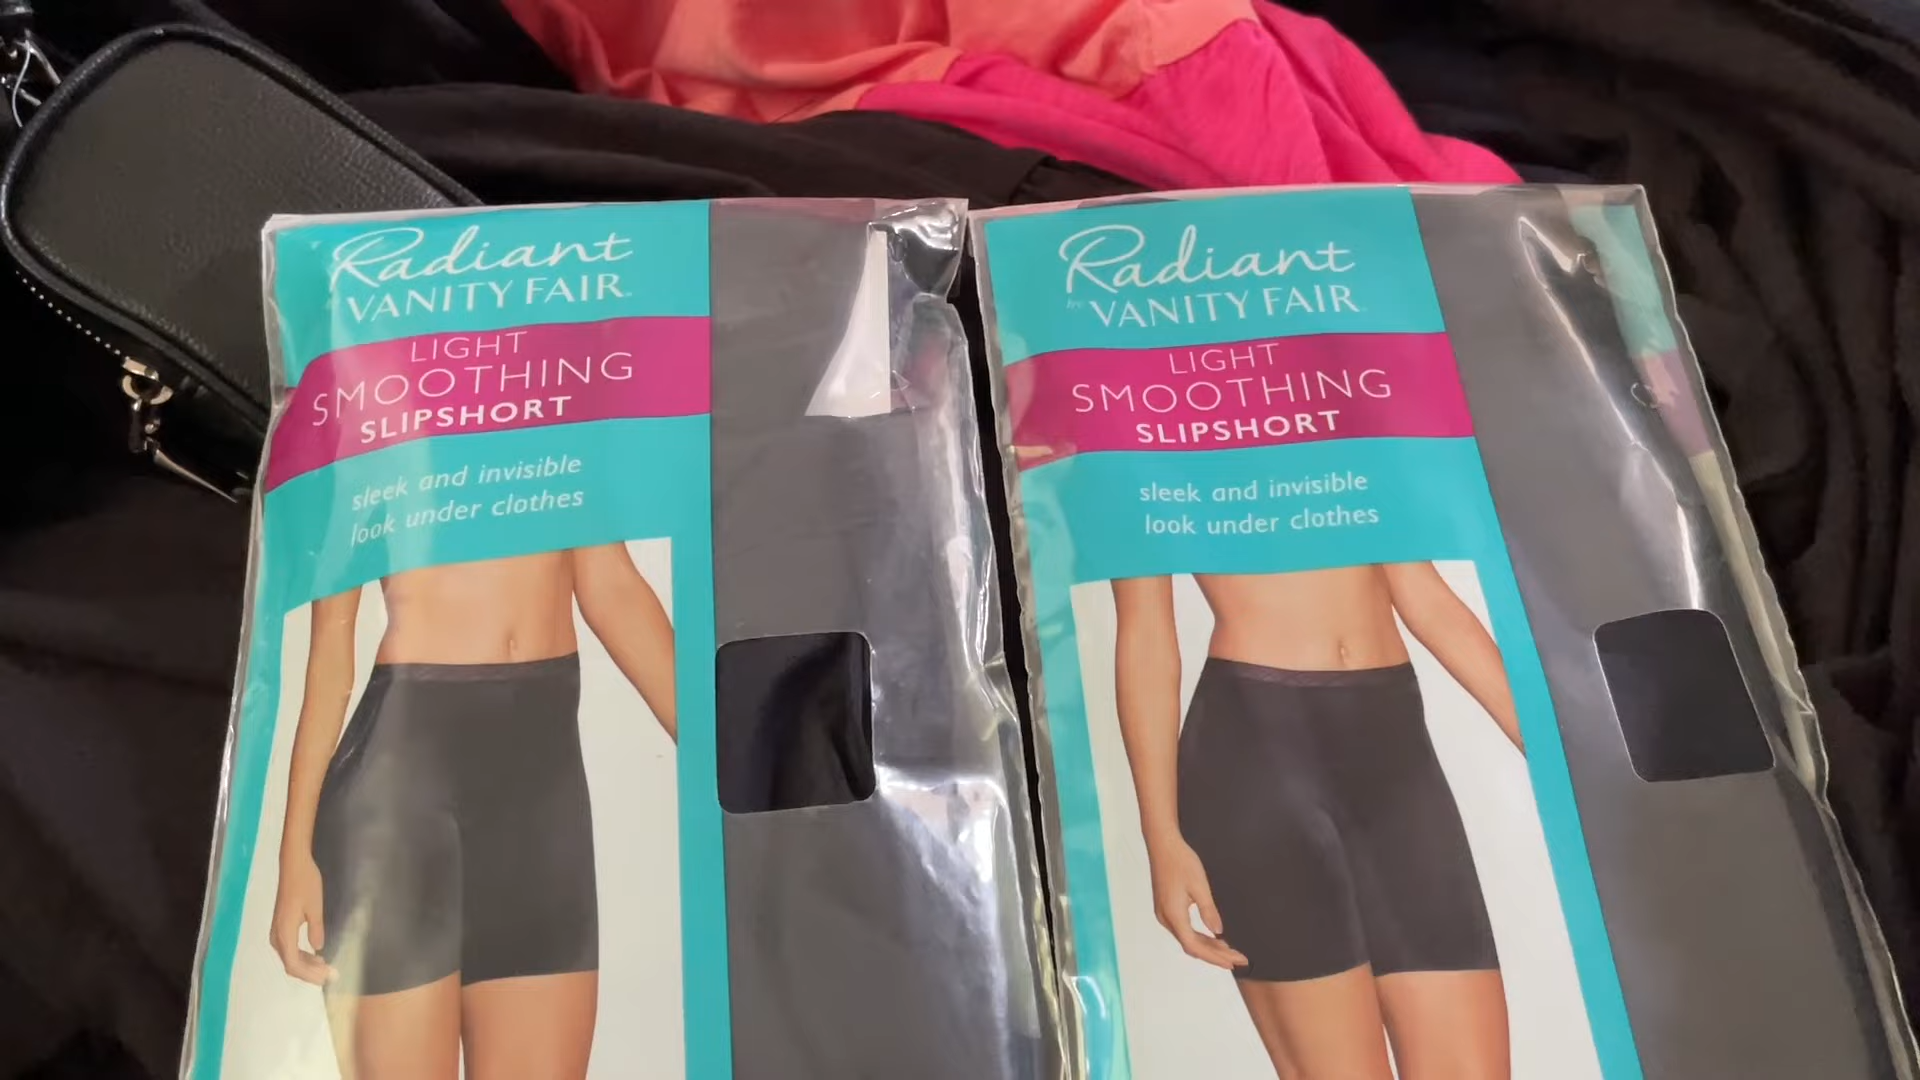 Radiant
VANITY FAIR
LIGHT
SMOOTHING
SLIPSHORT
sleek and invisible
look under clothes
Radiant
by VANITY FAIR
LIGHT
SMOOTHING
SLIPSHORT
sleek and invisible
look under clothes